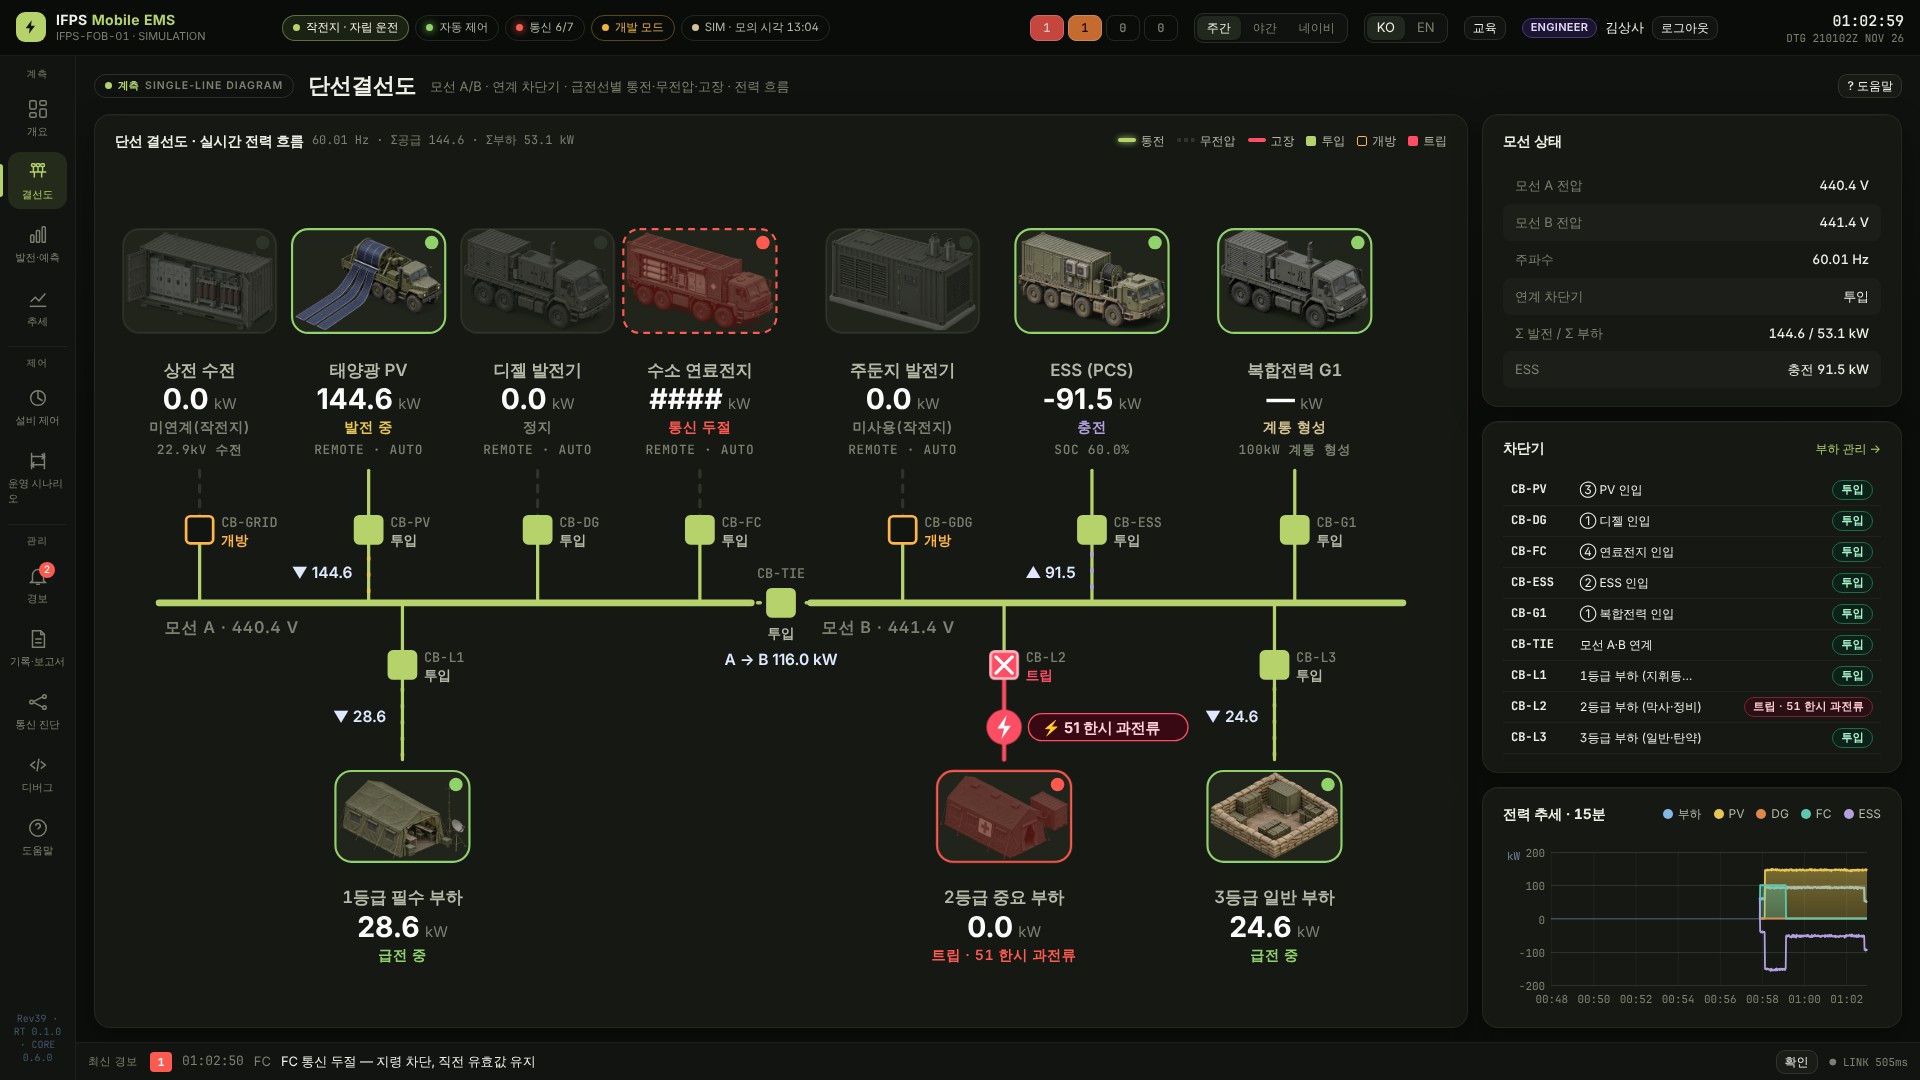 IFPS Mobile EMS
IFPS-FOB-01 · SIMULATION
작전지 · 자립 운전
자동 제어
통신 6/7
개발 모드
SIM · 모의 시각 13:04
1 1 0 0
주간 야간 네이비
KO EN
교육
ENGINEER 김상사 로그아웃
01:02:59
DTG 210102Z NOV 26
계측
개요
결선도
발전·예측
추세
제어
설비 제어
운영 시나리오
관리
2
경보
기록·보고서
통신 진단
디버그
도움말
Rev39 · RT 0.1.0 · CORE 0.6.0
계측 SINGLE-LINE DIAGRAM
단선결선도
모선 A/B · 연계 차단기 · 급전선별 통전·무전압·고장 · 전력 흐름
? 도움말
단선 결선도 · 실시간 전력 흐름 60.01 Hz · Σ공급 144.6 · Σ부하 53.1 kW
통전 무전압 고장 투입 개방 트립
상전 수전
0.0 kW
미연계(작전지)
22.9kV 수전
태양광 PV
144.6 kW
발전 중
REMOTE · AUTO
디젤 발전기
0.0 kW
정지
REMOTE · AUTO
수소 연료전지
#### kW
통신 두절
REMOTE · AUTO
주둔지 발전기
0.0 kW
미사용(작전지)
REMOTE · AUTO
ESS (PCS)
-91.5 kW
충전
SOC 60.0%
복합전력 G1
— kW
계통 형성
100kW 계통 형성
CB-GRID
개방
CB-PV
투입
CB-DG
투입
CB-FC
투입
CB-GDG
개방
CB-ESS
투입
CB-G1
투입
▼ 144.6
▲ 91.5
CB-TIE
투입
A → B 116.0 kW
모선 A · 440.4 V
모선 B · 441.4 V
CB-L1
투입
CB-L2
트립
CB-L3
투입
▼ 28.6
⚡ 51 한시 과전류
▼ 24.6
1등급 필수 부하
28.6 kW
급전 중
2등급 중요 부하
0.0 kW
트립 · 51 한시 과전류
3등급 일반 부하
24.6 kW
급전 중
모선 상태
모선 A 전압 440.4 V
모선 B 전압 441.4 V
주파수 60.01 Hz
연계 차단기 투입
Σ 발전 / Σ 부하 144.6 / 53.1 kW
ESS 충전 91.5 kW
차단기 부하 관리 →
CB-PV ③ PV 인입 투입
CB-DG ① 디젤 인입 투입
CB-FC ④ 연료전지 인입 투입
CB-ESS ② ESS 인입 투입
CB-G1 ① 복합전력 인입 투입
CB-TIE 모선 A·B 연계 투입
CB-L1 1등급 부하 (지휘통... 투입
CB-L2 2등급 부하 (막사·정비) 트립 · 51 한시 과전류
CB-L3 3등급 부하 (일반·탄약) 투입
전력 추세 · 15분
부하 PV DG FC ESS
kW
200
100
0
-100
-200
00:48 00:50 00:52 00:54 00:56 00:58 01:00 01:02
최신 경보 1 01:02:50 FC FC 통신 두절 — 지령 차단, 직전 유효값 유지
확인
LINK 505ms